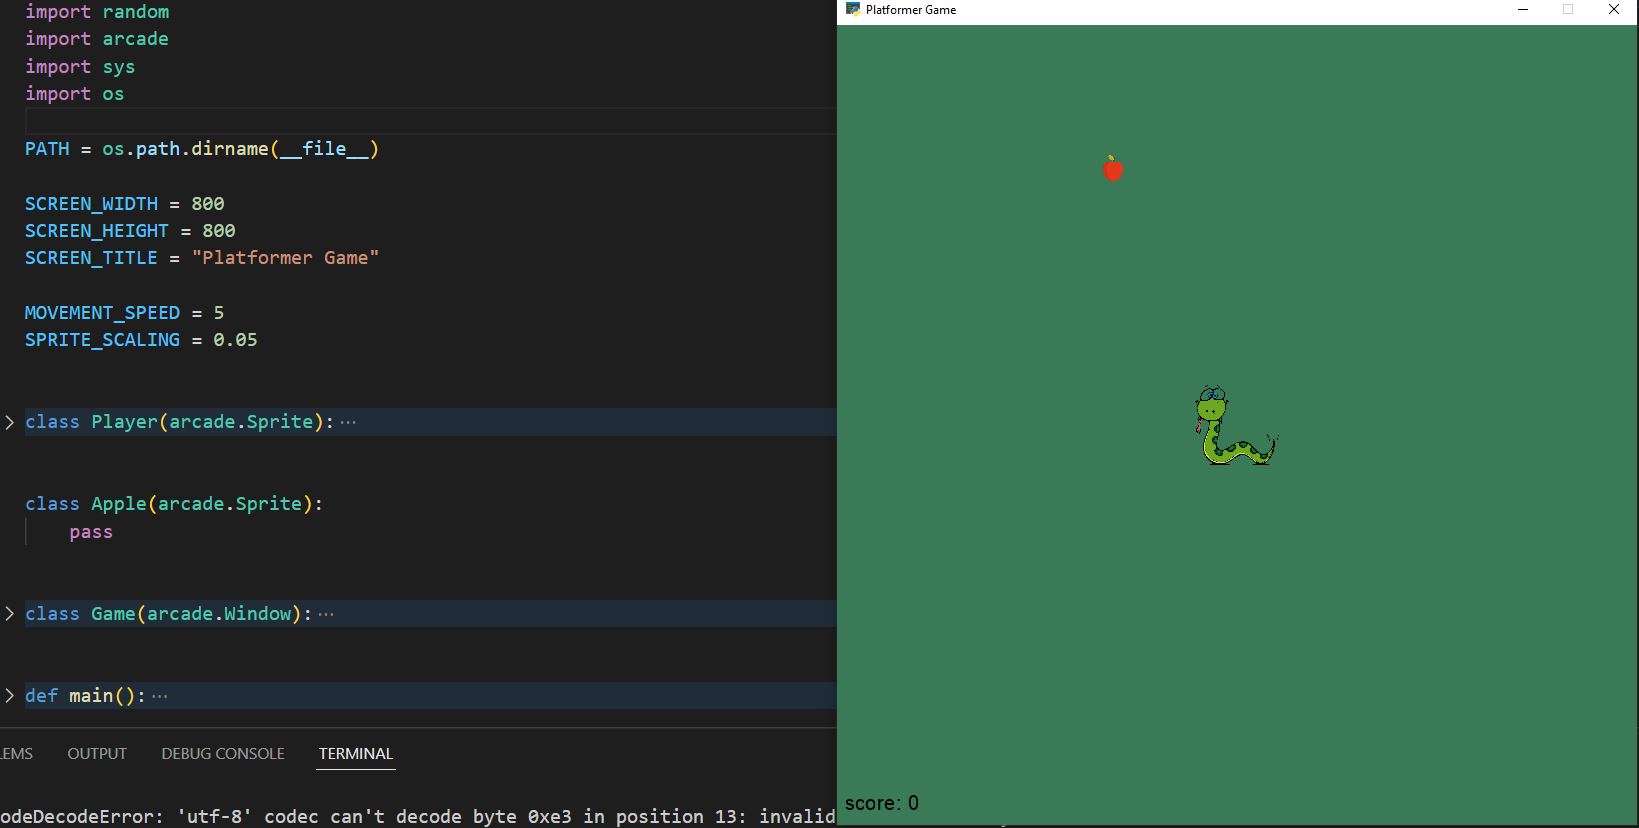 import random
import arcade
import sys
import os
PATH = os.path.dirname(__file__)
SCREEN_WIDTH = 800
SCREEN_HEIGHT = 800
SCREEN_TITLE = "Platformer Game"
MOVEMENT_SPEED = 5
SPRITE_SCALING = 0.05
class Player(arcade.Sprite):···
class Apple(arcade.Sprite):
    pass
class Game(arcade.Window):···
def main():···
LEMS OUTPUT DEBUG CONSOLE TERMINAL
odeDecodeError: 'utf-8' codec can't decode byte 0xe3 in position 13: invalid
Platformer Game
score: 0